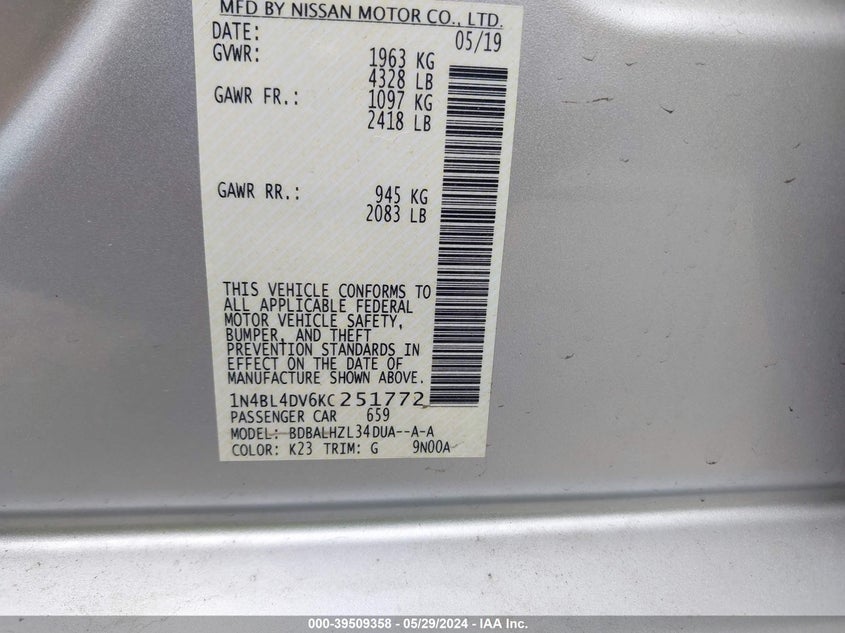 MFD BY NISSAN MOTOR CO., LTD.
DATE: 05/19
GVWR: 1963 KG
4328 LB
GAWR FR.: 1097 KG
2418 LB
GAWR RR.: 945 KG
2083 LB
THIS VEHICLE CONFORMS TO
ALL APPLICABLE FEDERAL
MOTOR VEHICLE SAFETY,
BUMPER, AND THEFT
PREVENTION STANDARDS IN
EFFECT ON THE DATE OF
MANUFACTURE SHOWN ABOVE.
1N4BL4DV6KC251772
PASSENGER CAR 659
MODEL: BDBALHZL34DUA--A-A
COLOR: K23 TRIM: G 9N00A
000-39509358 - 05/29/2024 - IAA Inc.